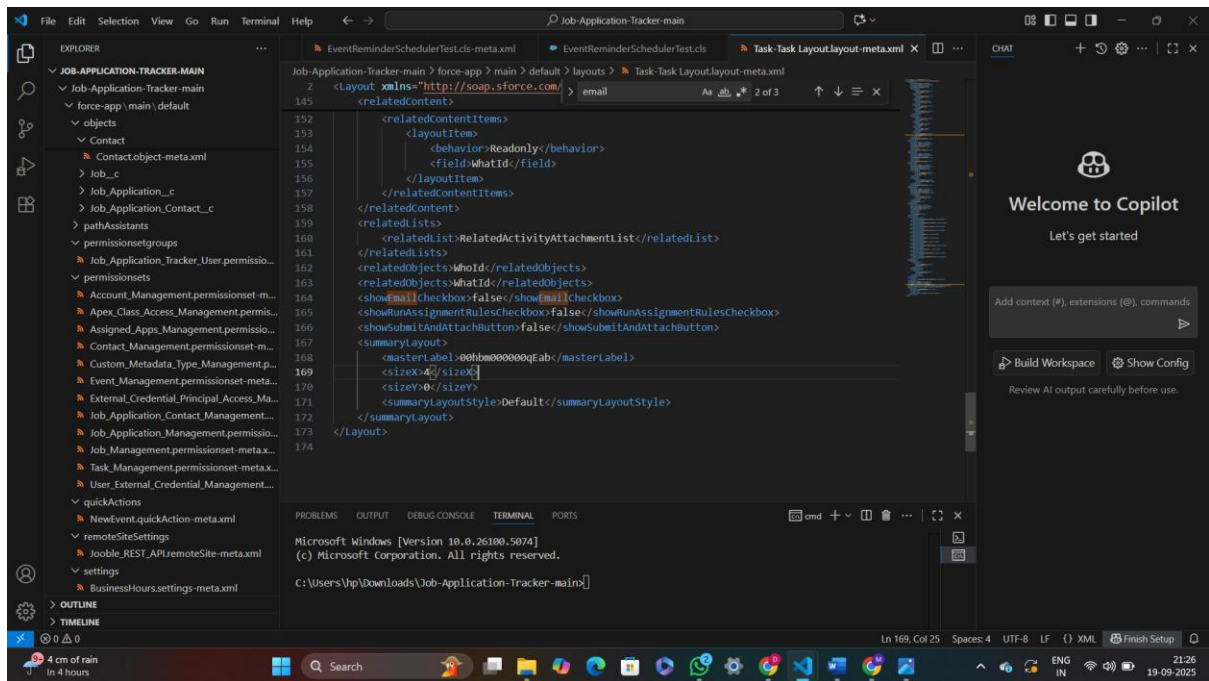 File Edit Selection View Go Run Terminal Help
Job-Application-Tracker-main
EXPLORER
JOB-APPLICATION-TRACKER-MAIN
Job-Application-Tracker-main
force-app \ main \ default
objects
Contact
Contact.object-meta.xml
Job__c
Job_Application__c
Job_Application_Contact__c
pathAssistants
permissionsetgroups
Job_Application_Tracker_User.permissio...
permissionsets
Account_Management.permissionset-m...
Apex_Class_Access_Management.permis...
Assigned_Apps_Management.permissio...
Contact_Management.permissionset-m...
Custom_Metadata_Type_Management.p...
Event_Management.permissionset-meta...
External_Credential_Principal_Access_Ma...
Job_Application_Contact_Management....
Job_Application_Management.permissio...
Job_Management.permissionset-meta.x...
Task_Management.permissionset-meta.x...
User_External_Credential_Management....
quickActions
NewEvent.quickAction-meta.xml
remoteSiteSettings
Jooble_REST_API.remoteSite-meta.xml
settings
BusinessHours.settings-meta.xml
OUTLINE
TIMELINE
EventReminderSchedulerTest.cls-meta.xml EventReminderSchedulerTest.cls Task-Task Layout.layout-meta.xml
Job-Application-Tracker-main > force-app > main > default > layouts > Task-Task Layout.layout-meta.xml
email Aa ab 2 of 3
2 <Layout xmlns="http://soap.sforce.com/
145 <relatedContent>
152 <relatedContentItems>
153 <layoutItem>
154 <behavior>Readonly</behavior>
155 <field>WhatId</field>
156 </layoutItem>
157 </relatedContentItems>
158 </relatedContent>
159 <relatedLists>
160 <relatedList>RelatedActivityAttachmentList</relatedList>
161 </relatedLists>
162 <relatedObjects>WhoId</relatedObjects>
163 <relatedObjects>WhatId</relatedObjects>
164 <showEmailCheckbox>false</showEmailCheckbox>
165 <showRunAssignmentRulesCheckbox>false</showRunAssignmentRulesCheckbox>
166 <showSubmitAndAttachButton>false</showSubmitAndAttachButton>
167 <summaryLayout>
168 <masterLabel>00hbm000000qEab</masterLabel>
169 <sizeX>4</sizeX>
170 <sizeY>0</sizeY>
171 <summaryLayoutStyle>Default</summaryLayoutStyle>
172 </summaryLayout>
173 </Layout>
174
PROBLEMS OUTPUT DEBUG CONSOLE TERMINAL PORTS
cmd
Microsoft Windows [Version 10.0.26100.5074]
(c) Microsoft Corporation. All rights reserved.
C:\Users\hp\Downloads\Job-Application-Tracker-main>
CHAT
Welcome to Copilot
Let's get started
Add context (#), extensions (@), commands
Build Workspace Show Config
Review AI output carefully before use.
0 0 Ln 169, Col 25 Spaces: 4 UTF-8 LF {} XML Finish Setup
9+
4 cm of rain
In 4 hours
Search
ENG
IN
21:26
19-09-2025